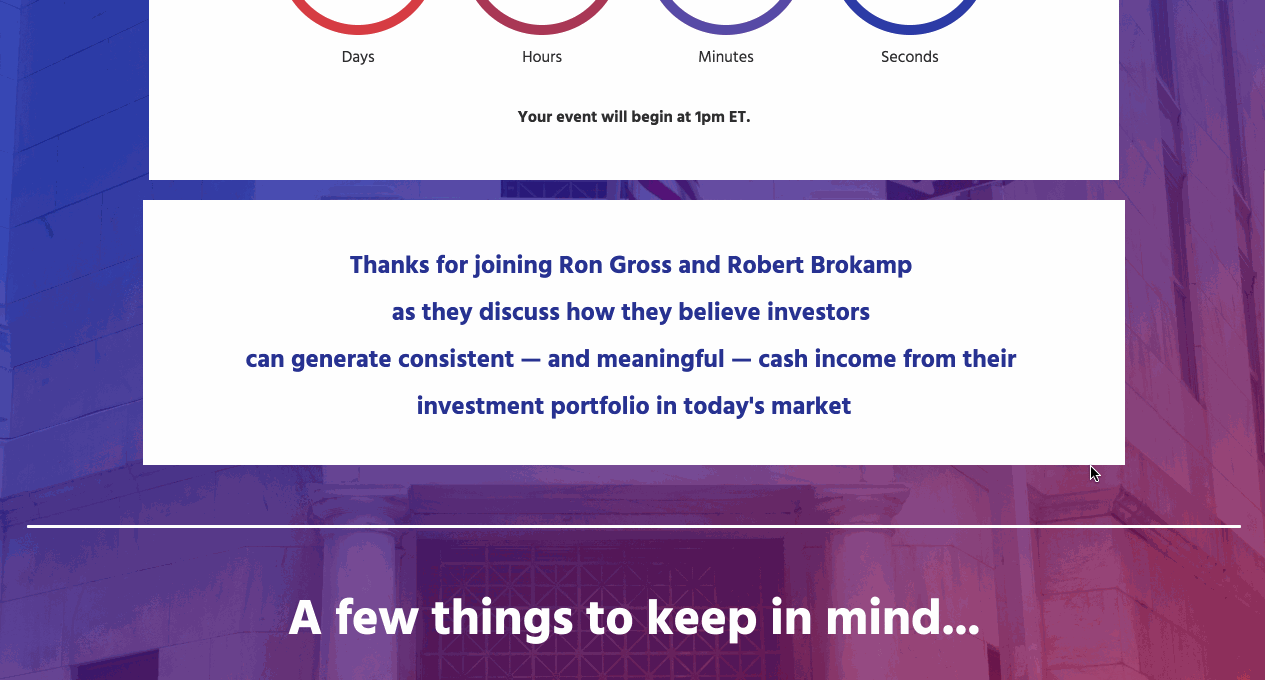 Days
Hours
Minutes
Seconds
Your event will begin at 1pm ET.
Thanks for joining Ron Gross and Robert Brokamp
as they discuss how they believe investors
can generate consistent — and meaningful — cash income from their
investment portfolio in today's market
A few things to keep in mind...